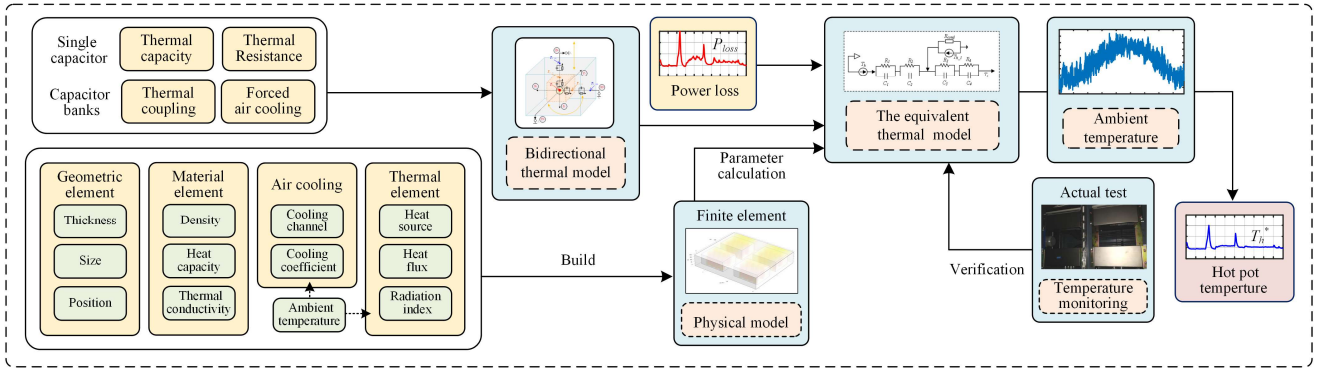 Single
capacitor
Thermal
capacity
Thermal
Resistance
Capacitor
banks
Thermal
coupling
Forced
air cooling
Bidirectional
thermal model
P_loss
Power loss
The equivalent
thermal model
Ambient
temperature
Geometric
element
Thickness
Size
Position
Material
element
Density
Heat
capacity
Thermal
conductivity
Air cooling
Cooling
channel
Cooling
coefficient
Ambient
temperature
Thermal
element
Heat
source
Heat
flux
Radiation
index
Build
Parameter
calculation
Finite element
Physical model
Verification
Actual test
Temperature
monitoring
T_h*
Hot pot
temperture